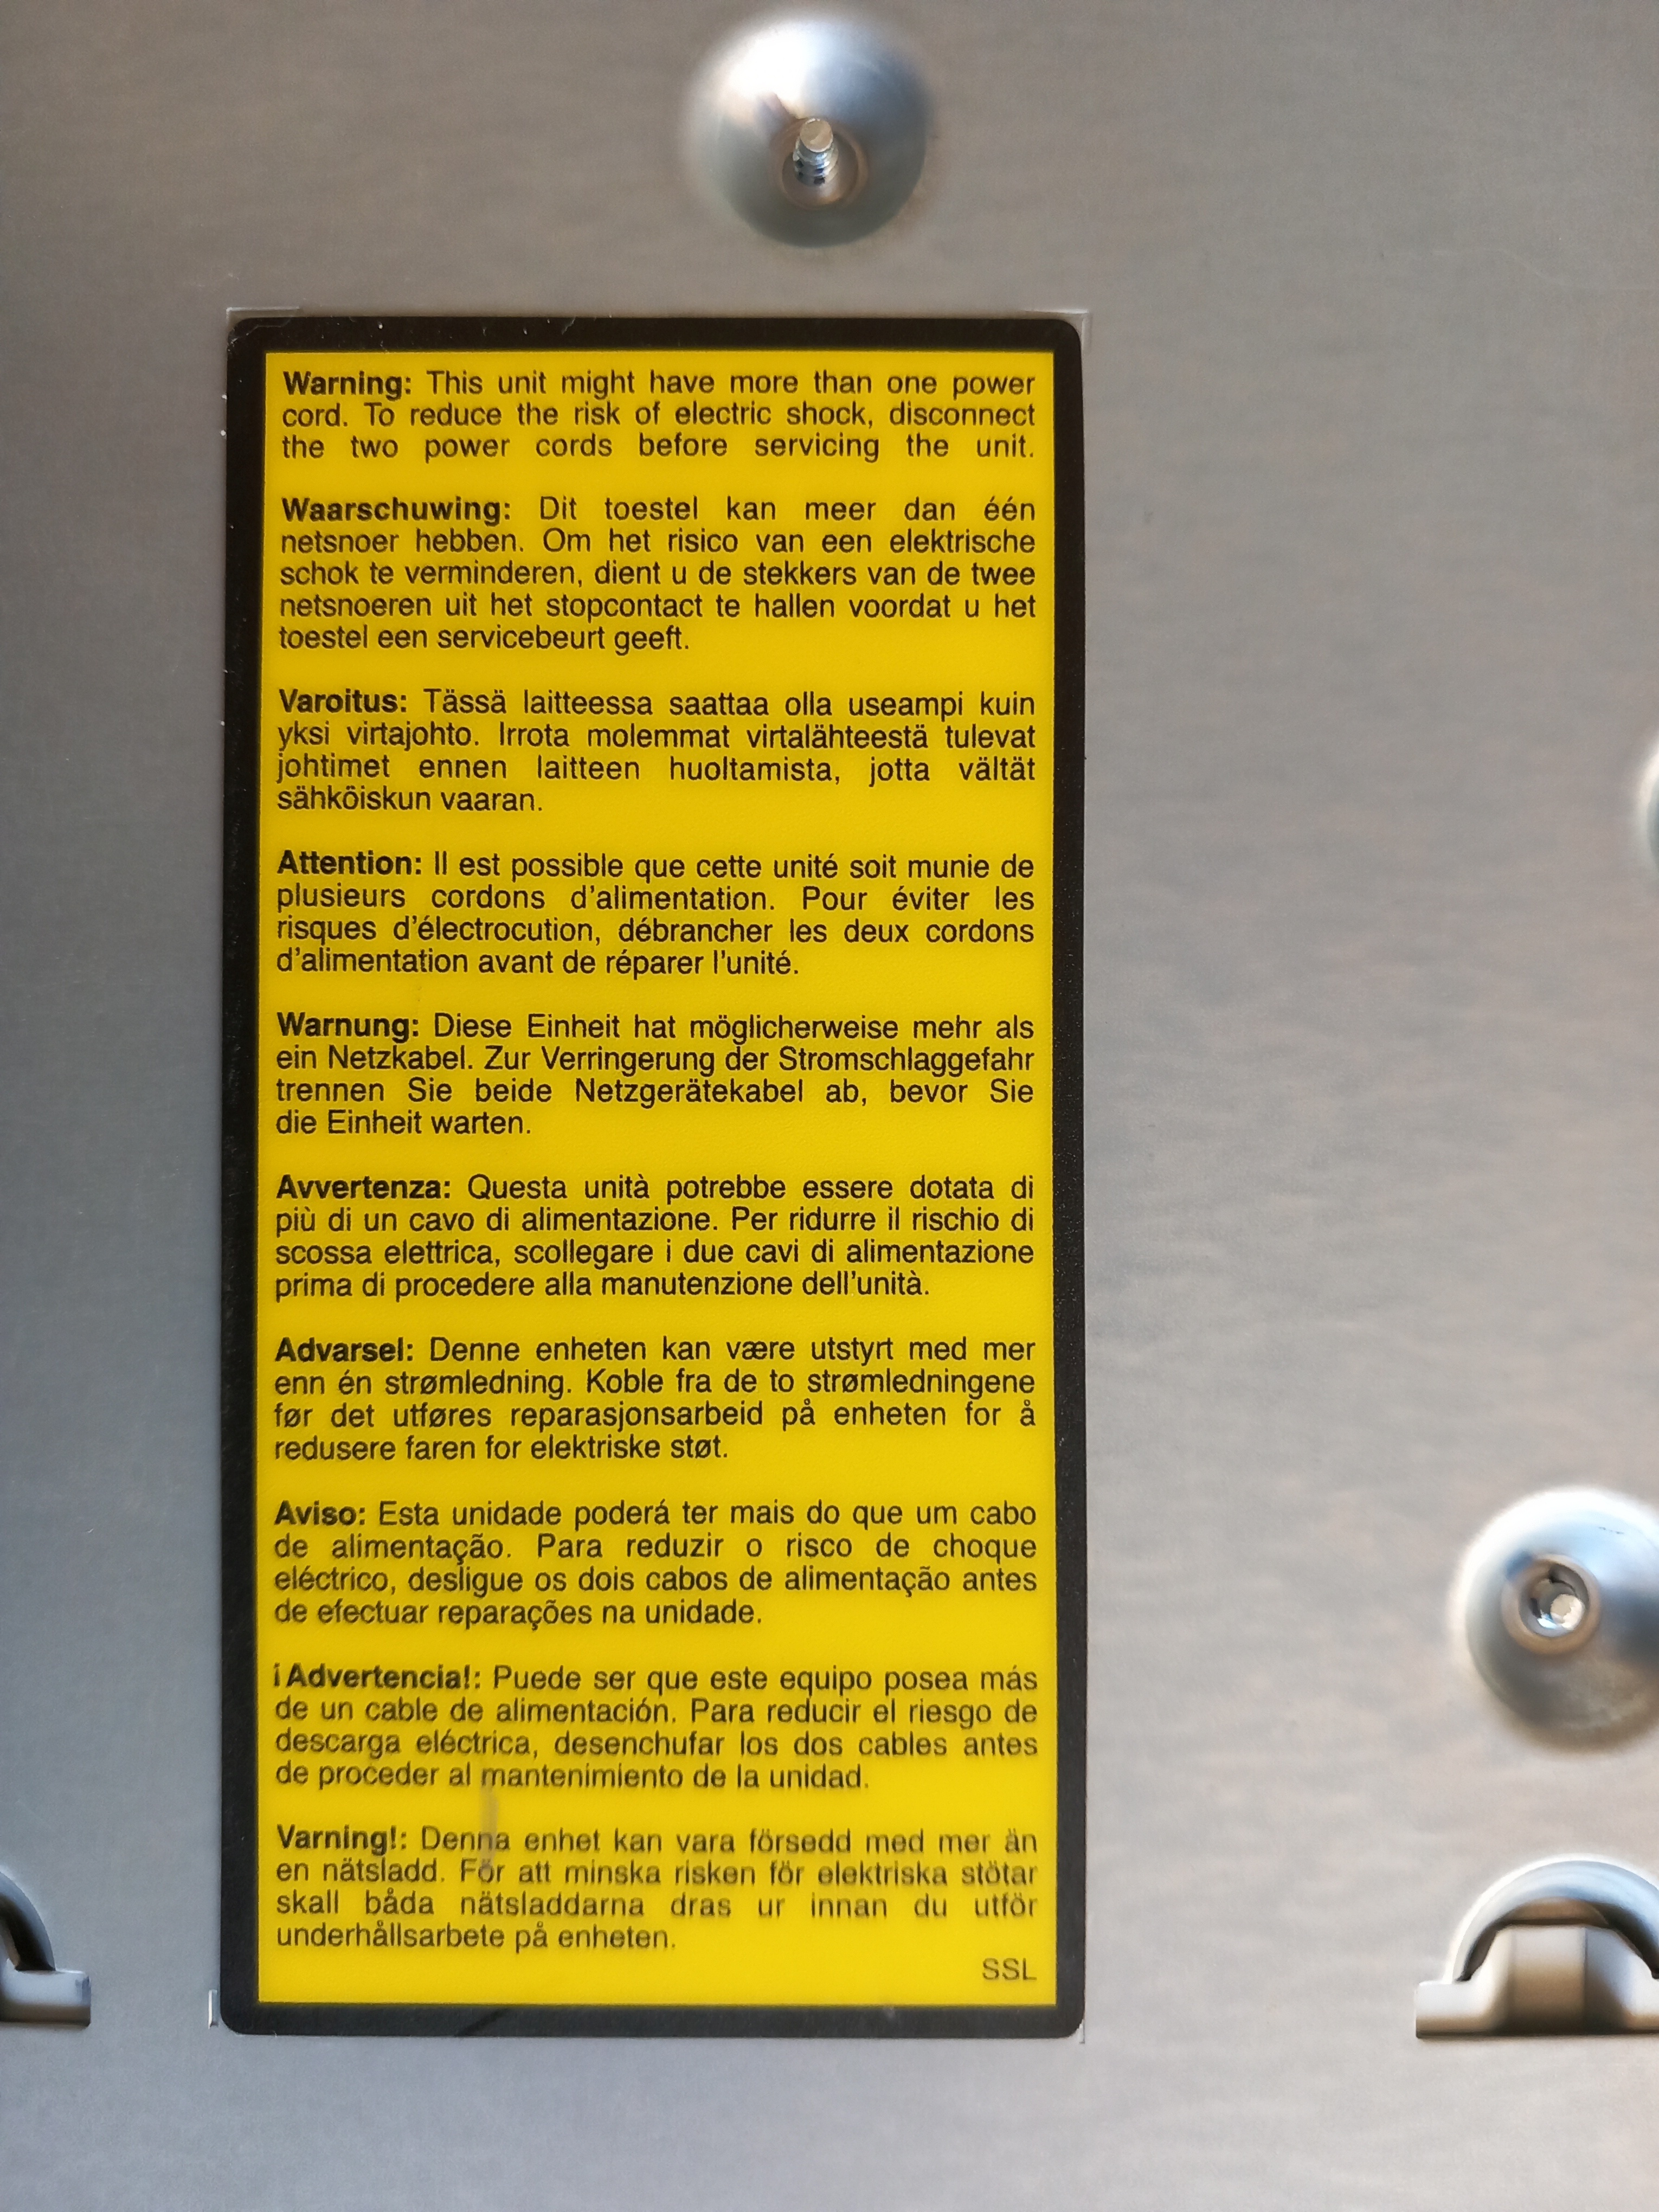 Warning: This unit might have more than one power
cord. To reduce the risk of electric shock, disconnect
the two power cords before servicing the unit.
Waarschuwing: Dit toestel kan meer dan één
netsnoer hebben. Om het risico van een elektrische
schok te verminderen, dient u de stekkers van de twee
netsnoeren uit het stopcontact te hallen voordat u het
toestel een servicebeurt geeft.
Varoitus: Tässä laitteessa saattaa olla useampi kuin
yksi virtajohto. Irrota molemmat virtalähteestä tulevat
johtimet ennen laitteen huoltamista, jotta vältät
sähköiskun vaaran.
Attention: Il est possible que cette unité soit munie de
plusieurs cordons d'alimentation. Pour éviter les
risques d'électrocution, débrancher les deux cordons
d'alimentation avant de réparer l'unité.
Warnung: Diese Einheit hat möglicherweise mehr als
ein Netzkabel. Zur Verringerung der Stromschlaggefahr
trennen Sie beide Netzgerätekabel ab, bevor Sie
die Einheit warten.
Avvertenza: Questa unità potrebbe essere dotata di
più di un cavo di alimentazione. Per ridurre il rischio di
scossa elettrica, scollegare i due cavi di alimentazione
prima di procedere alla manutenzione dell'unità.
Advarsel: Denne enheten kan være utstyrt med mer
enn én strømledning. Koble fra de to strømledningene
før det utføres reparasjonsarbeid på enheten for å
redusere faren for elektriske støt.
Aviso: Esta unidade poderá ter mais do que um cabo
de alimentação. Para reduzir o risco de choque
eléctrico, desligue os dois cabos de alimentação antes
de efectuar reparações na unidade.
¡Advertencia!: Puede ser que este equipo posea más
de un cable de alimentación. Para reducir el riesgo de
descarga eléctrica, desenchufar los dos cables antes
de proceder al mantenimiento de la unidad.
Varning!: Denna enhet kan vara försedd med mer än
en nätsladd. För att minska risken för elektriska stötar
skall båda nätsladdarna dras ur innan du utför
underhållsarbete på enheten.
SSL